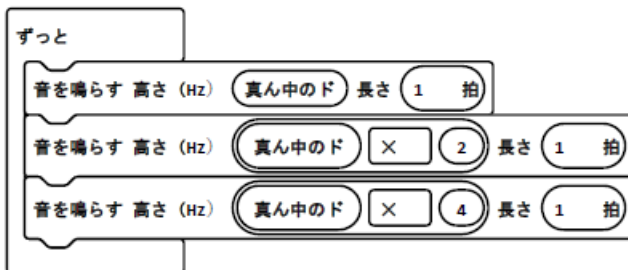 ずっと
音を鳴らす 高さ (Hz) 真ん中のド 長さ 1 拍
音を鳴らす 高さ (Hz) 真ん中のド × 2 長さ 1 拍
音を鳴らす 高さ (Hz) 真ん中のド × 4 長さ 1 拍